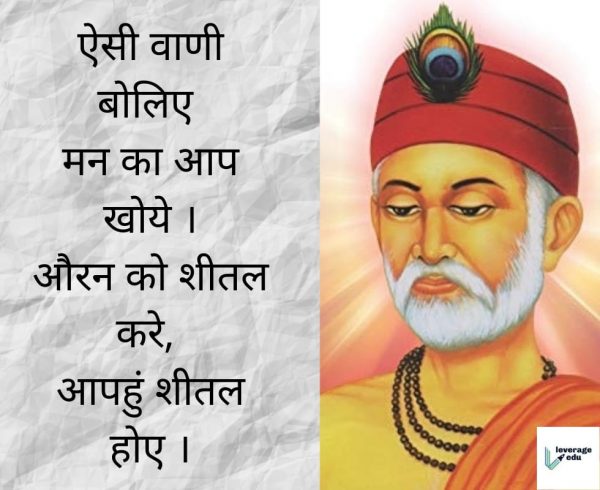 ऐसी वाणी
बोलिए
मन का आप
खोये ।
औरन को शीतल
करे,
आपहुं शीतल
होए ।
leverage
edu